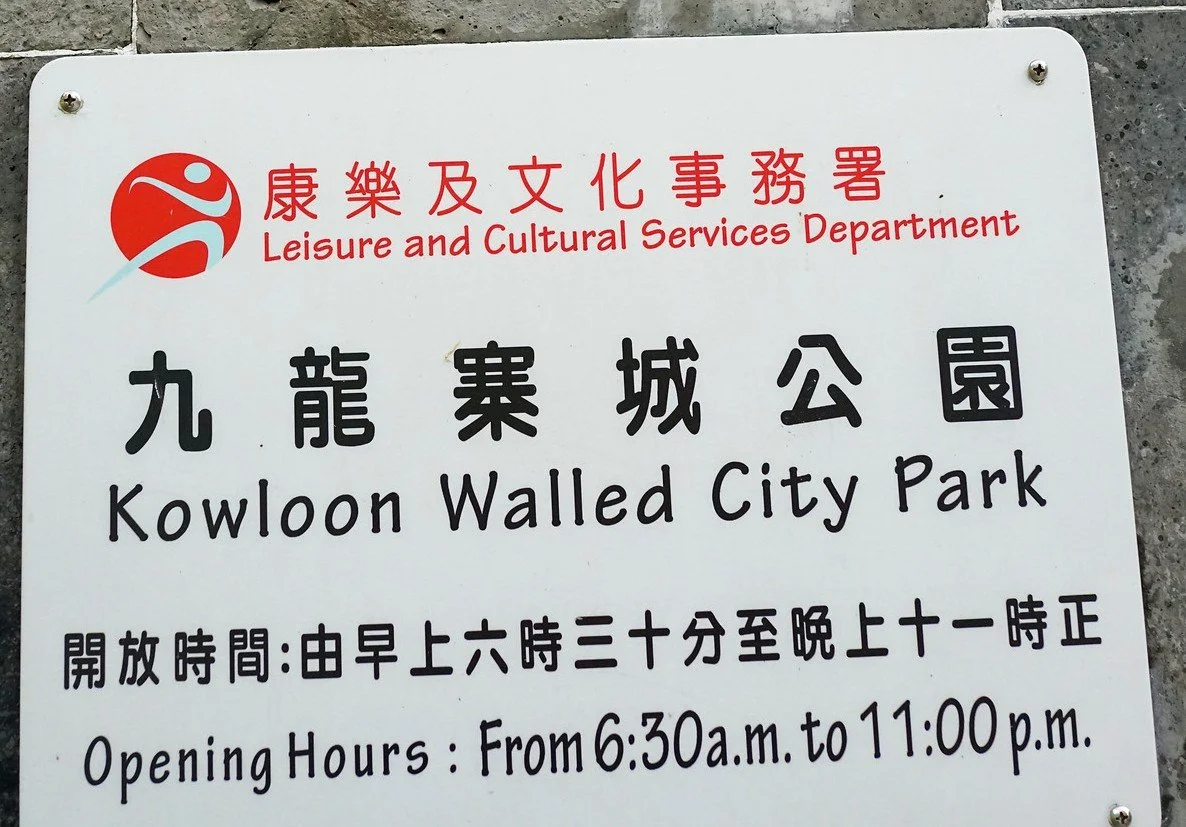 康樂及文化事務署
Leisure and Cultural Services Department
九龍寨城公園
Kowloon Walled City Park
開放時間:由早上六時三十分至晚上十一時正
Opening Hours : From 6:30a.m. to 11:00 p.m.